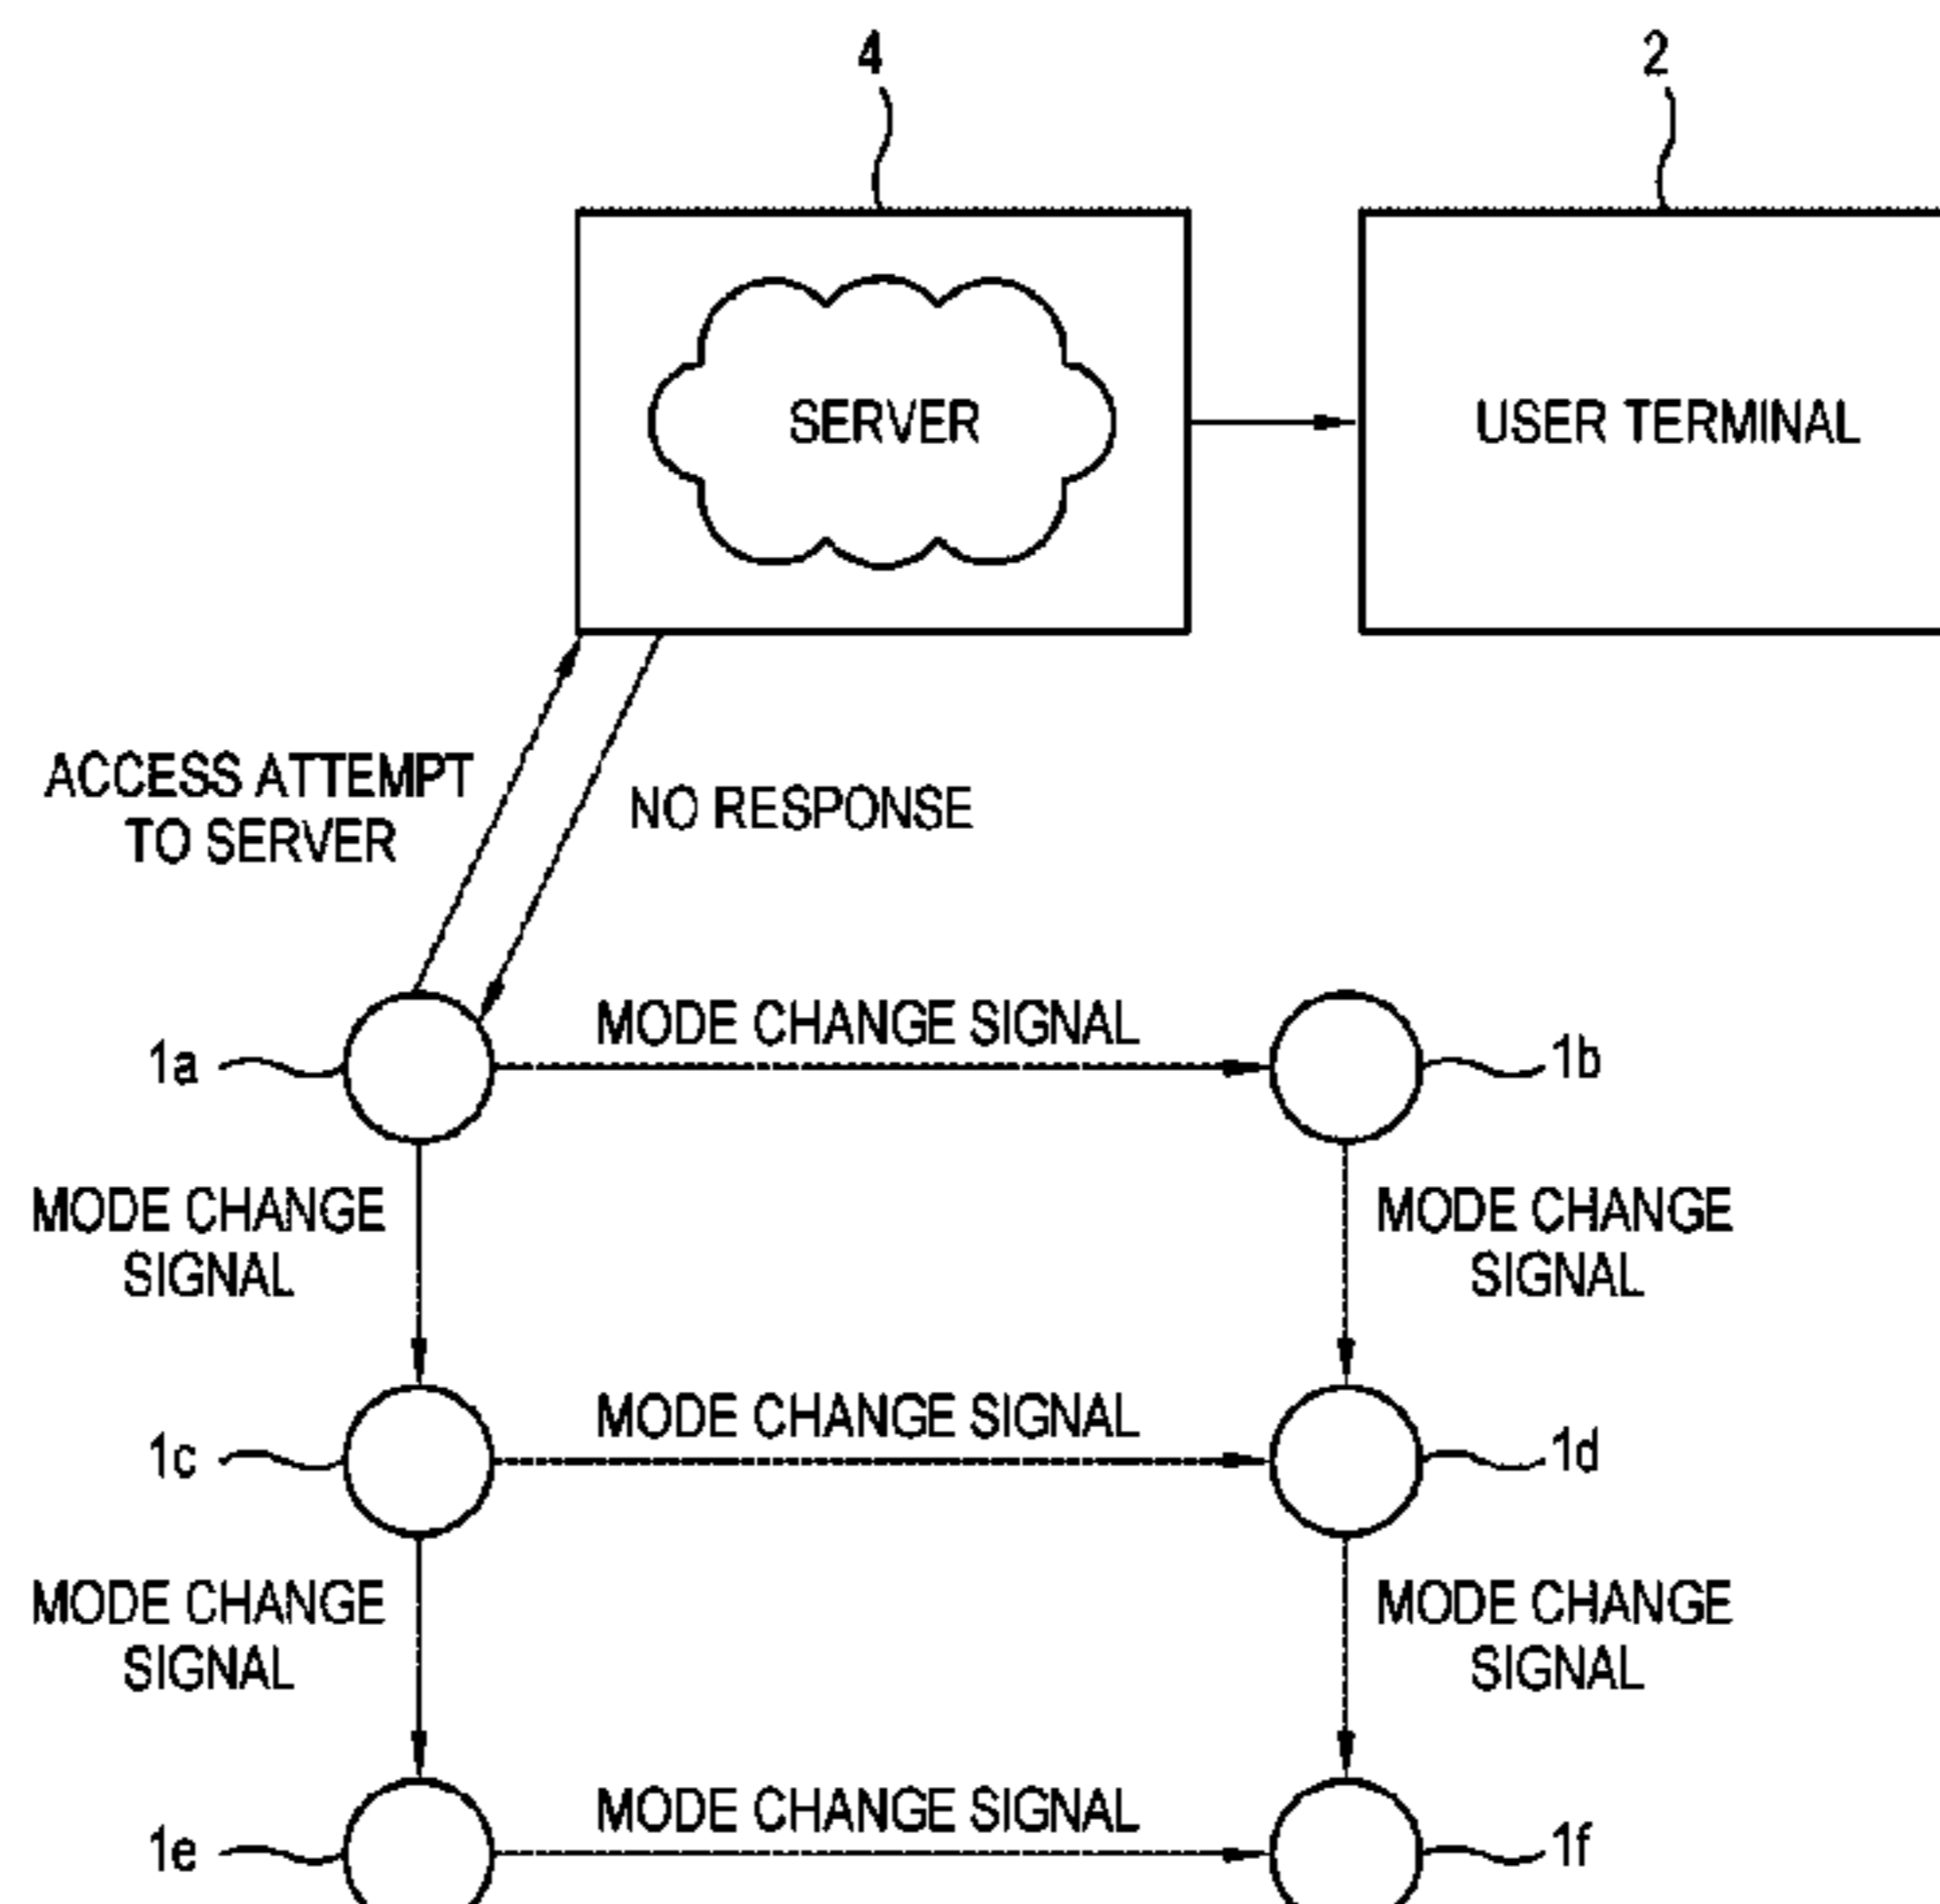 4
2
SERVER
USER TERMINAL
ACCESS ATTEMPT
TO SERVER
NO RESPONSE
MODE CHANGE SIGNAL
1a
1b
MODE CHANGE
SIGNAL
MODE CHANGE
SIGNAL
MODE CHANGE SIGNAL
1c
1d
MODE CHANGE
SIGNAL
MODE CHANGE
SIGNAL
MODE CHANGE SIGNAL
1e
1f